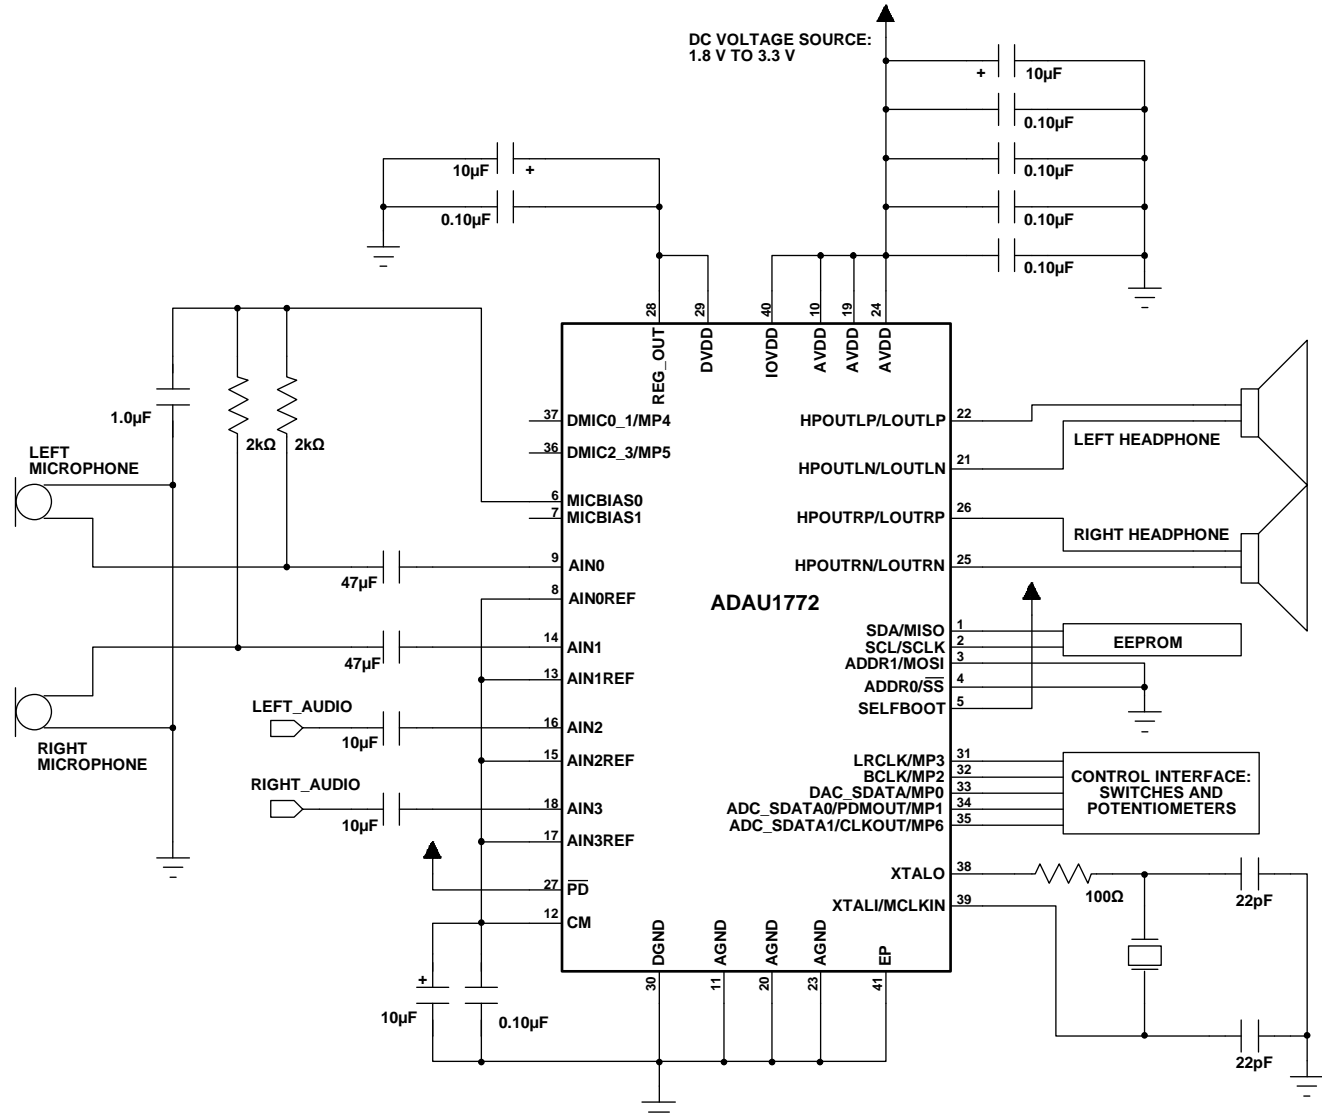 DC VOLTAGE SOURCE:
1.8 V TO 3.3 V
+
10µF
0.10µF
0.10µF
0.10µF
0.10µF
10µF
+
0.10µF
28
29
40
10
19
24
REG_OUT
DVDD
IOVDD
AVDD
AVDD
AVDD
1.0µF
2kΩ
2kΩ
LEFT
MICROPHONE
RIGHT
MICROPHONE
47µF
47µF
LEFT_AUDIO
10µF
RIGHT_AUDIO
10µF
37
DMIC0_1/MP4
36
DMIC2_3/MP5
6
MICBIAS0
7
MICBIAS1
9
AIN0
8
AIN0REF
14
AIN1
13
AIN1REF
16
AIN2
15
AIN2REF
18
AIN3
17
AIN3REF
27
PD
12
CM
ADAU1772
HPOUTLP/LOUTLP
22
HPOUTLN/LOUTLN
21
HPOUTRP/LOUTRP
26
HPOUTRN/LOUTRN
25
LEFT HEADPHONE
RIGHT HEADPHONE
SDA/MISO
1
SCL/SCLK
2
ADDR1/MOSI
3
ADDR0/SS
4
SELFBOOT
5
EEPROM
LRCLK/MP3
31
BCLK/MP2
32
DAC_SDATA/MP0
33
ADC_SDATA0/PDMOUT/MP1
34
ADC_SDATA1/CLKOUT/MP6
35
CONTROL INTERFACE:
SWITCHES AND
POTENTIOMETERS
XTALO
38
XTALI/MCLKIN
39
100Ω
22pF
22pF
DGND
AGND
AGND
AGND
EP
30
11
20
23
41
+
10µF
0.10µF